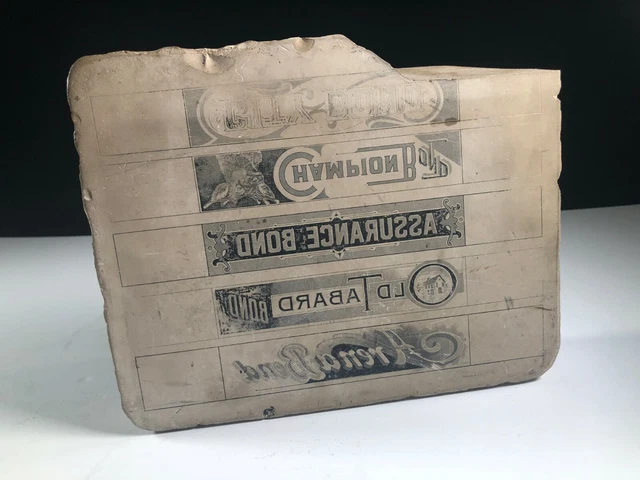 CHAMPION BOND
ASSURANCE BOND
OLD TABARD BOND
Arena Bond